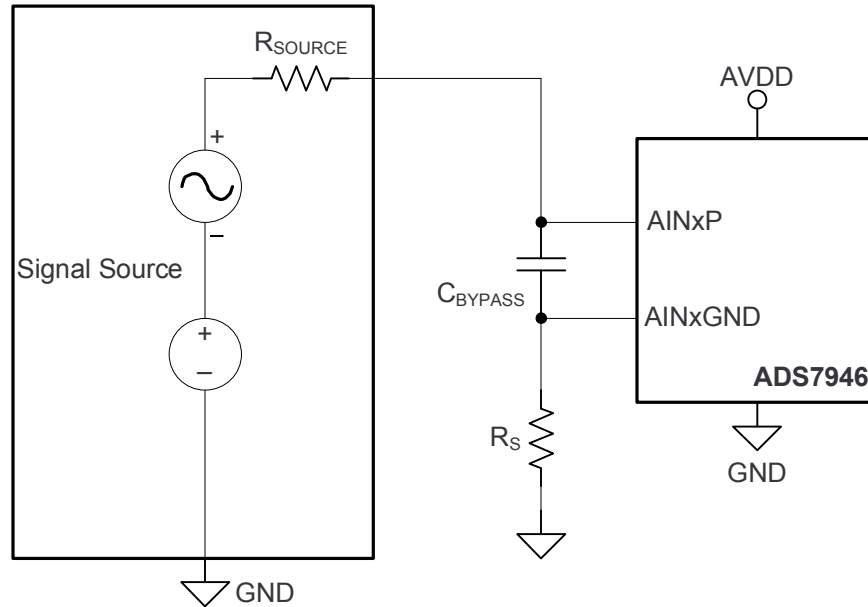 RSOURCE
AVDD
+
AINxP
–
Signal Source
CBYPASS
+
AINxGND
–
ADS7946
RS
GND
GND